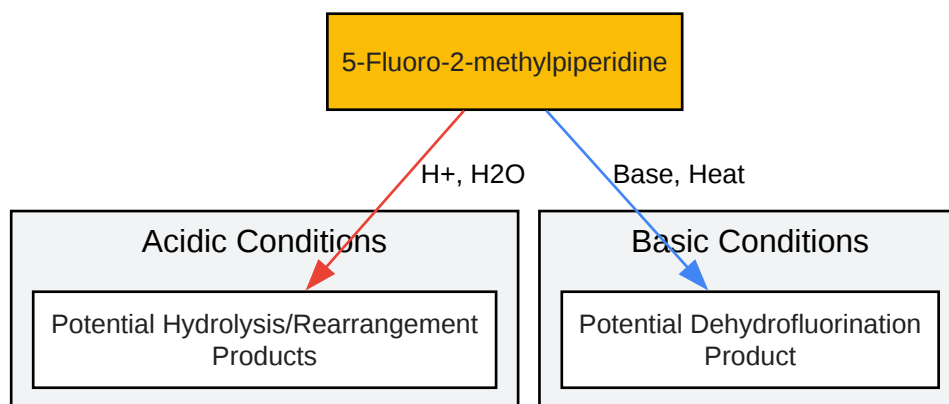 5-Fluoro-2-methylpiperidine
H+, H2O
Base, Heat
Acidic Conditions
Basic Conditions
Potential Hydrolysis/Rearrangement
Products
Potential Dehydrofluorination
Product